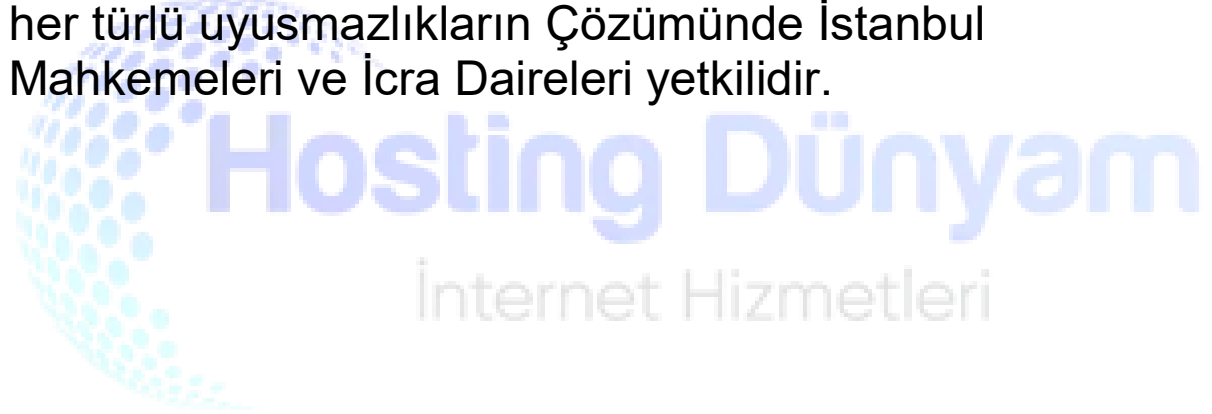 her türlü uyusmazlıkların Çözümünde İstanbul
Mahkemeleri ve İcra Daireleri yetkilidir.
Hosting Dünyam
İnternet Hizmetleri